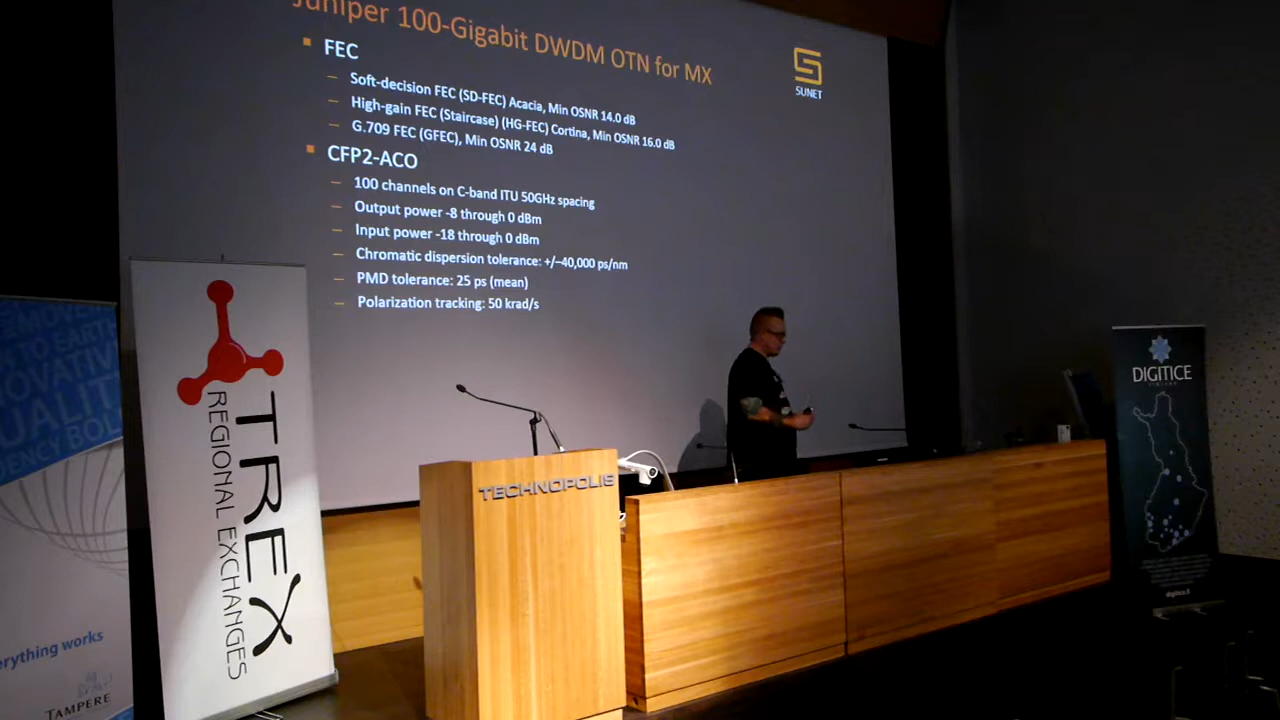 Juniper 100-Gigabit DWDM OTN for MX
FEC
Soft-decision FEC (SD-FEC) Acacia, Min OSNR 14.0 dB
High-gain FEC (Staircase) (HG-FEC) Cortina, Min OSNR 16.0 dB
G.709 FEC (GFEC), Min OSNR 24 dB
CFP2-ACO
100 channels on C-band ITU 50GHz spacing
Output power -8 through 0 dBm
Input power -18 through 0 dBm
Chromatic dispersion tolerance: +/–40,000 ps/nm
PMD tolerance: 25 ps (mean)
Polarization tracking: 50 krad/s
SUNET
TREX
REGIONAL EXCHANGES
TECHNOPOLIS
DIGITICE
FINLAND
digitice.fi
erything works
TAMPERE